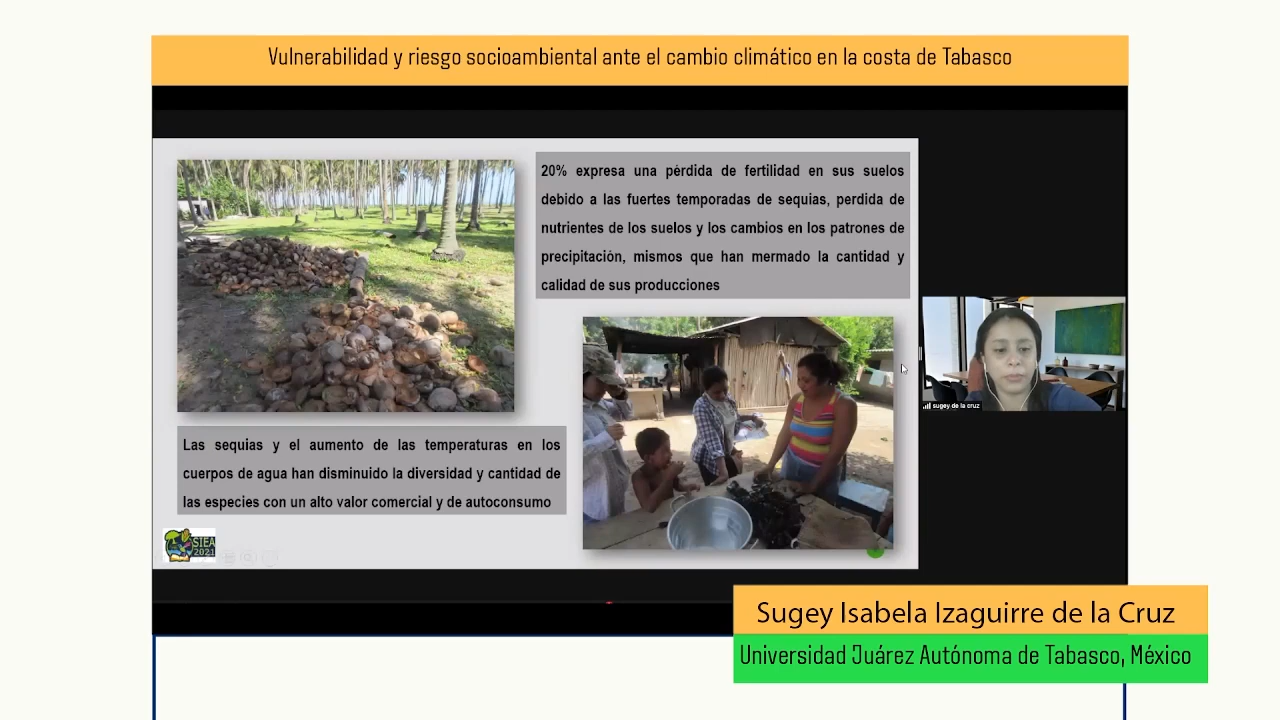 Vulnerabilidad y riesgo socioambiental ante el cambio climático en la costa de Tabasco
20% expresa una pérdida de fertilidad en sus suelos
debido a las fuertes temporadas de sequias, perdida de
nutrientes de los suelos y los cambios en los patrones de
precipitación, mismos que han mermado la cantidad y
calidad de sus producciones
Las sequias y el aumento de las temperaturas en los
cuerpos de agua han disminuido la diversidad y cantidad de
las especies con un alto valor comercial y de autoconsumo
SIEA
2021
sugey de la cruz
Sugey Isabela Izaguirre de la Cruz
Universidad Juárez Autónoma de Tabasco, México